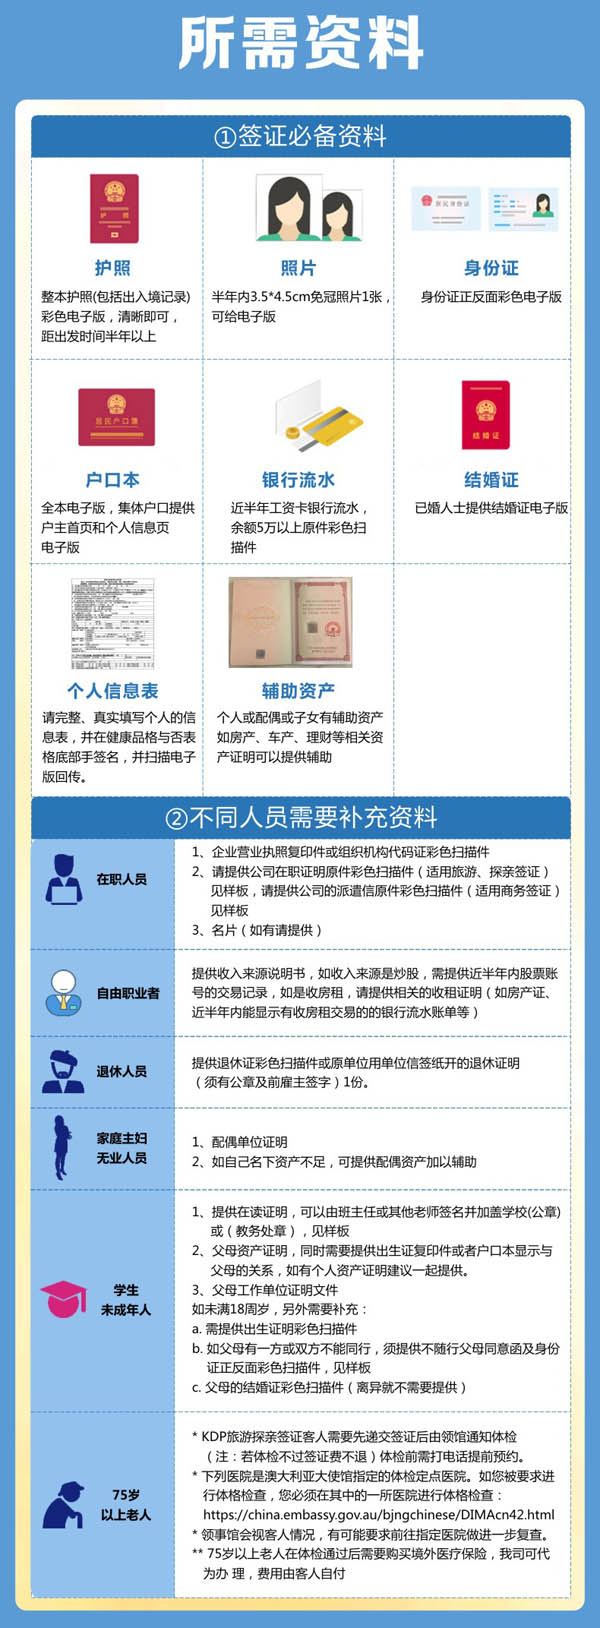 所需资料
①签证必备资料
护照
整本护照(包括出入境记录)
彩色电子版，清晰即可，
距出发时间半年以上
照片
半年内3.5*4.5cm免冠照片1张，
可给电子版
居民身份证
身份证
身份证正反面彩色电子版
居民户口簿
户口本
全本电子版，集体户口提供
户主首页和个人信息页
电子版
银行流水
近半年工资卡银行流水，
余额5万以上原件彩色扫
描件
结婚证
结婚证
已婚人士提供结婚证电子版
个人信息表
请完整、真实填写个人的信
息表，并在健康品格与否表
格底部手签名，并扫描电子
版回传。
辅助资产
个人或配偶或子女有辅助资产
如房产、车产、理财等相关资
产证明可以提供辅助
②不同人员需要补充资料
在职人员
1、企业营业执照复印件或组织机构代码证彩色扫描件
2、请提供公司在职证明原件彩色扫描件（适用旅游、探亲签证）
见样板，请提供公司的派遣信原件彩色扫描件（适用商务签证）
见样板
3、名片（如有请提供）
自由职业者
提供收入来源说明书，如收入来源是炒股，需提供近半年内股票账
号的交易记录，如是收房租，请提供相关的收租证明（如房产证、
近半年内能显示有收房租交易的的银行流水账单等）
退休人员
提供退休证彩色扫描件或原单位用单位信签纸开的退休证明
（须有公章及前雇主签字）1份。
家庭主妇
无业人员
1、配偶单位证明
2、如自己名下资产不足，可提供配偶资产加以辅助
学生
未成年人
1、提供在读证明，可以由班主任或其他老师签名并加盖学校(公章)
或（教务处章），见样板
2、父母资产证明，同时需要提供出生证复印件或者户口本显示与
父母的关系，如有个人资产证明建议一起提供。
3、父母工作单位证明文件
如未满18周岁，另外需要补充：
a. 需提供出生证明彩色扫描件
b. 如父母有一方或双方不能同行，须提供不随行父母同意函及身份
证正反面彩色扫描件，见样板
c. 父母的结婚证彩色扫描件（离异就不需要提供）
75岁
以上老人
* KDP旅游探亲签证客人需要先递交签证后由领馆通知体检
（注：若体检不过签证费不退）体检前需打电话提前预约。
* 下列医院是澳大利亚大使馆指定的体检定点医院。如您被要求进
行体格检查，您必须在其中的一所医院进行体格检查：
https://china.embassy.gov.au/bjngchinese/DIMAcn42.html
* 领事馆会视客人情况，有可能要求前往指定医院做进一步复查。
** 75岁以上老人在体检通过后需要购买境外医疗保险，我司可代
为办 理，费用由客人自付